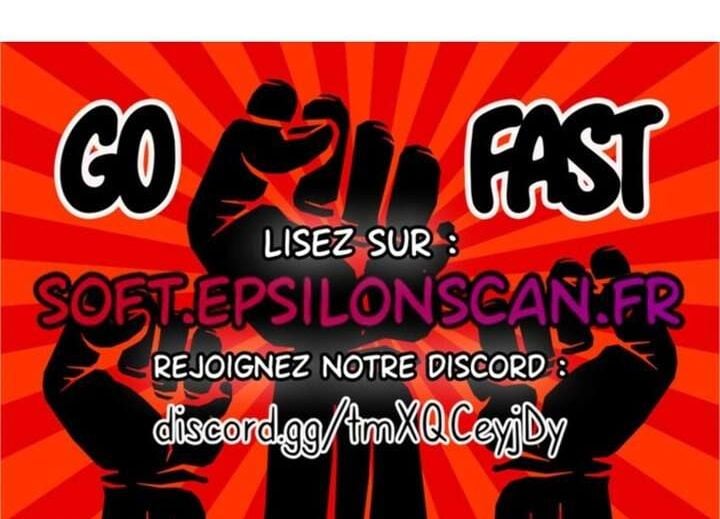 GO FAST
LISEZ SUR :
SOFT.EPSILONSCAN.FR
REJOIGNEZ NOTRE DISCORD :
discord.gg/tmXQCeyjDy